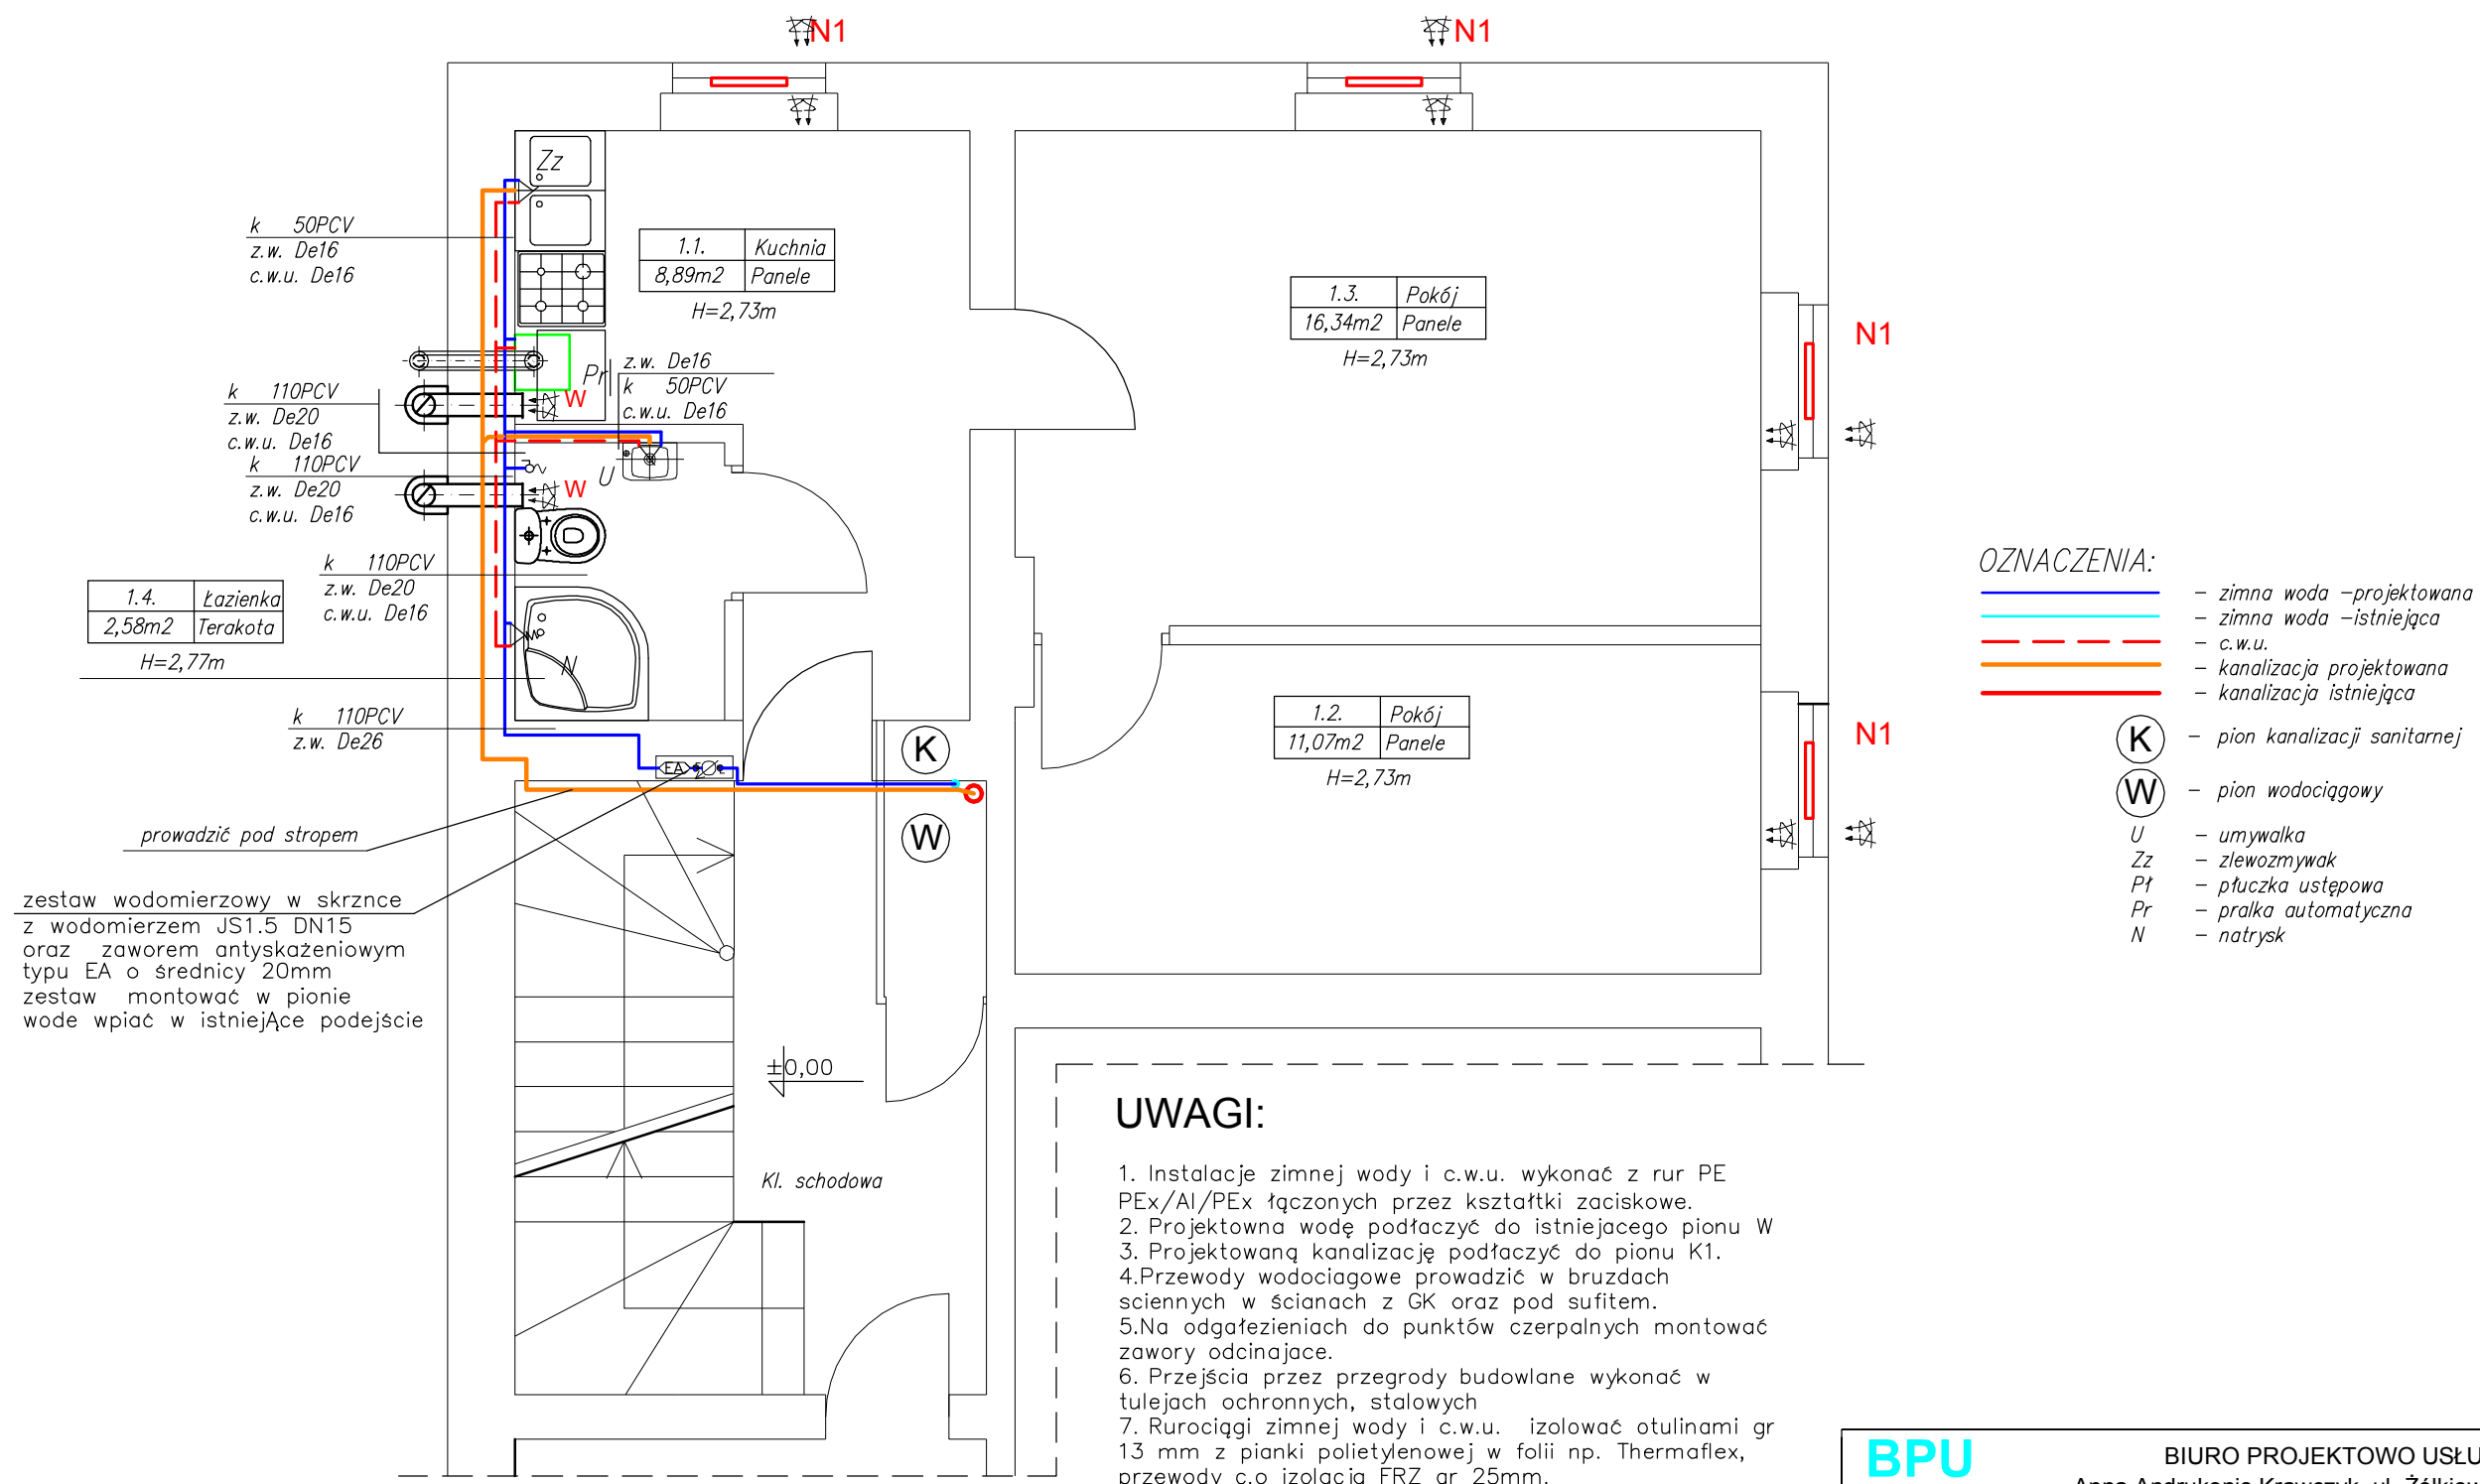 N1
N1
Zz
k 50PCV
z.w. De16
c.w.u. De16
1.1. Kuchnia
8,89m2 Panele
H=2,73m
1.3. Pokój
16,34m2 Panele
H=2,73m
N1
Pr
z.w. De16
k 50PCV
c.w.u. De16
W
k 110PCV
z.w. De20
c.w.u. De16
k 110PCV
z.w. De20
c.w.u. De16
U
W
k 110PCV
z.w. De20
c.w.u. De16
1.4. Łazienka
2,58m2 Terakota
H=2,77m
N
k 110PCV
z.w. De26
EA
K
W
1.2. Pokój
11,07m2 Panele
H=2,73m
N1
prowadzić pod stropem
zestaw wodomierzowy w skrznce
z wodomierzem JS1.5 DN15
oraz zaworem antyskażeniowym
typu EA o średnicy 20mm
zestaw montować w pionie
wode wpiać w istniejĄce podejście
±0,00
Kl. schodowa
OZNACZENIA:
- zimna woda -projektowana
- zimna woda -istniejąca
- c.w.u.
- kanalizacja projektowana
- kanalizacja istniejąca
K - pion kanalizacji sanitarnej
W - pion wodociągowy
U - umywalka
Zz - zlewozmywak
Pł - płuczka ustępowa
Pr - pralka automatyczna
N - natrysk
UWAGI:
1. Instalacje zimnej wody i c.w.u. wykonać z rur PE
PEx/Al/PEx łączonych przez kształtki zaciskowe.
2. Projektowna wodę podłaczyć do istniejacego pionu W
3. Projektowaną kanalizację podłaczyć do pionu K1.
4.Przewody wodociagowe prowadzić w bruzdach
sciennych w ścianach z GK oraz pod sufitem.
5.Na odgałezieniach do punktów czerpalnych montować
zawory odcinajace.
6. Przejścia przez przegrody budowlane wykonać w
tulejach ochronnych, stalowych
7. Rurociągi zimnej wody i c.w.u. izolować otulinami gr
13 mm z pianki polietylenowej w folii np. Thermaflex,
przewody c.o izolacja FRZ gr 25mm.
BPU
BIURO PROJEKTOWO USŁU